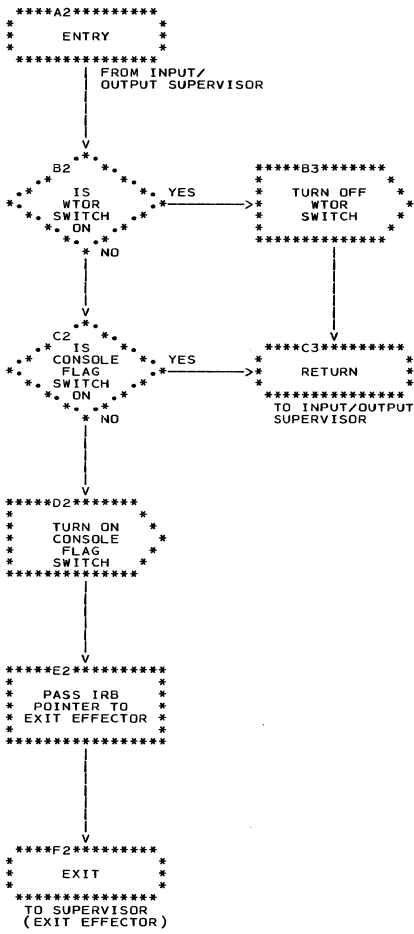 A2
ENTRY
FROM INPUT/
OUTPUT SUPERVISOR
B2
IS
WTOR
SWITCH
ON
YES
NO
B3
TURN OFF
WTOR
SWITCH
C2
IS
CONSOLE
FLAG
SWITCH
ON
YES
NO
C3
RETURN
TO INPUT/OUTPUT
SUPERVISOR
D2
TURN ON
CONSOLE
FLAG
SWITCH
E2
PASS IRB
POINTER TO
EXIT EFFECTOR
F2
EXIT
TO SUPERVISOR
(EXIT EFFECTOR)